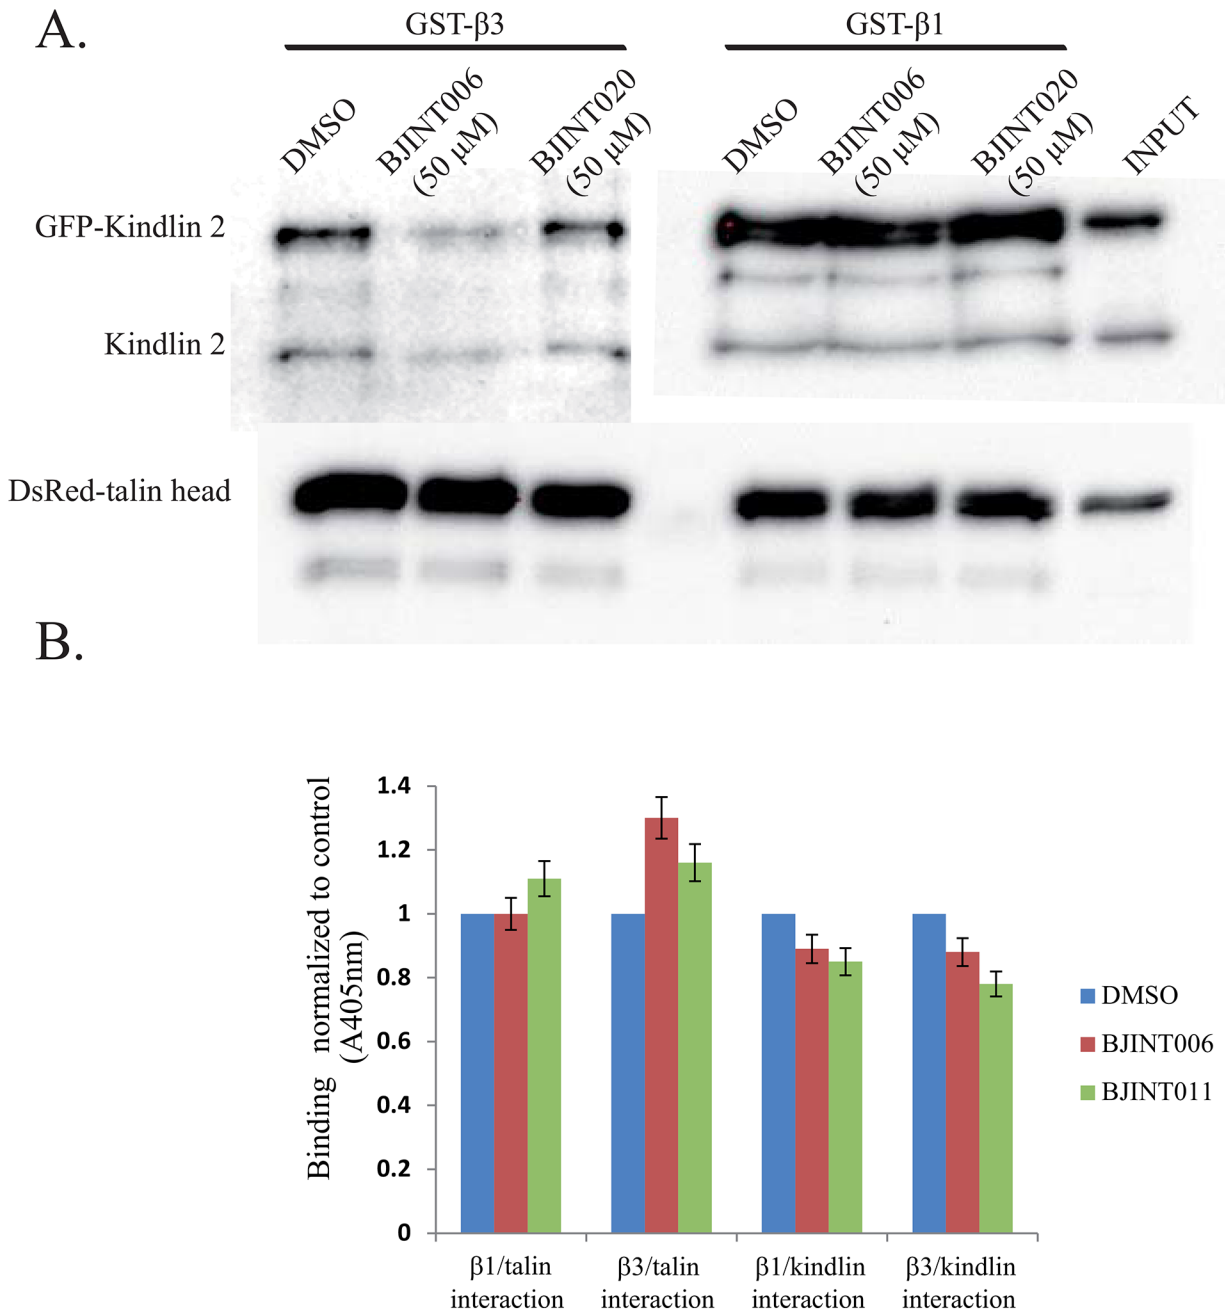 A.
GST-β3
GST-β1
DMSO
BJINT006
(50 μM)
BJINT020
(50 μM)
DMSO
BJINT006
(50 μM)
BJINT020
(50 μM)
INPUT
GFP-Kindlin 2
Kindlin 2
DsRed-talin head
B.
Binding normalized to control
(A405nm)
1.4
1.2
1
0.8
0.6
0.4
0.2
0
β1/talin
interaction
β3/talin
interaction
β1/kindlin
interaction
β3/kindlin
interaction
DMSO
BJINT006
BJINT011